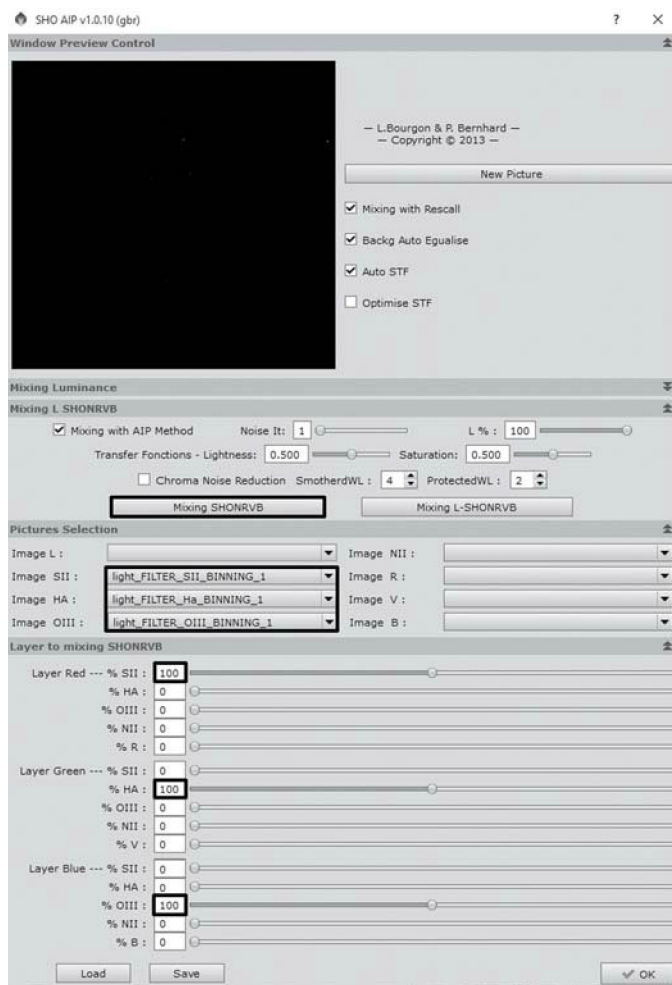 SHO AIP v1.0.10 (gbr) ? X
Window Preview Control
— L.Bourgon & P. Bernhard —
— Copyright © 2013 —
New Picture
Mixing with Rescall
Backg Auto Egualise
Auto STF
Optimise STF
Mixing Luminance
Mixing L SHONRVB
Mixing with AIP Method Noise It: 1 L % : 100
Transfer Fonctions - Lightness: 0.500 Saturation: 0.500
Chroma Noise Reduction SmotherdWL : 4 ProtectedWL : 2
Mixing SHONRVB Mixing L-SHONRVB
Pictures Selection
Image L : Image NII :
Image SII : light_FILTER_SII_BINNING_1 Image R :
Image HA : light_FILTER_Ha_BINNING_1 Image V :
Image OIII : light_FILTER_OIII_BINNING_1 Image B :
Layer to mixing SHONRVB
Layer Red --- % SII : 100
% HA : 0
% OIII : 0
% NII : 0
% R : 0
Layer Green --- % SII : 0
% HA : 100
% OIII : 0
% NII : 0
% V : 0
Layer Blue --- % SII : 0
% HA : 0
% OIII : 100
% NII : 0
% B : 0
Load Save OK